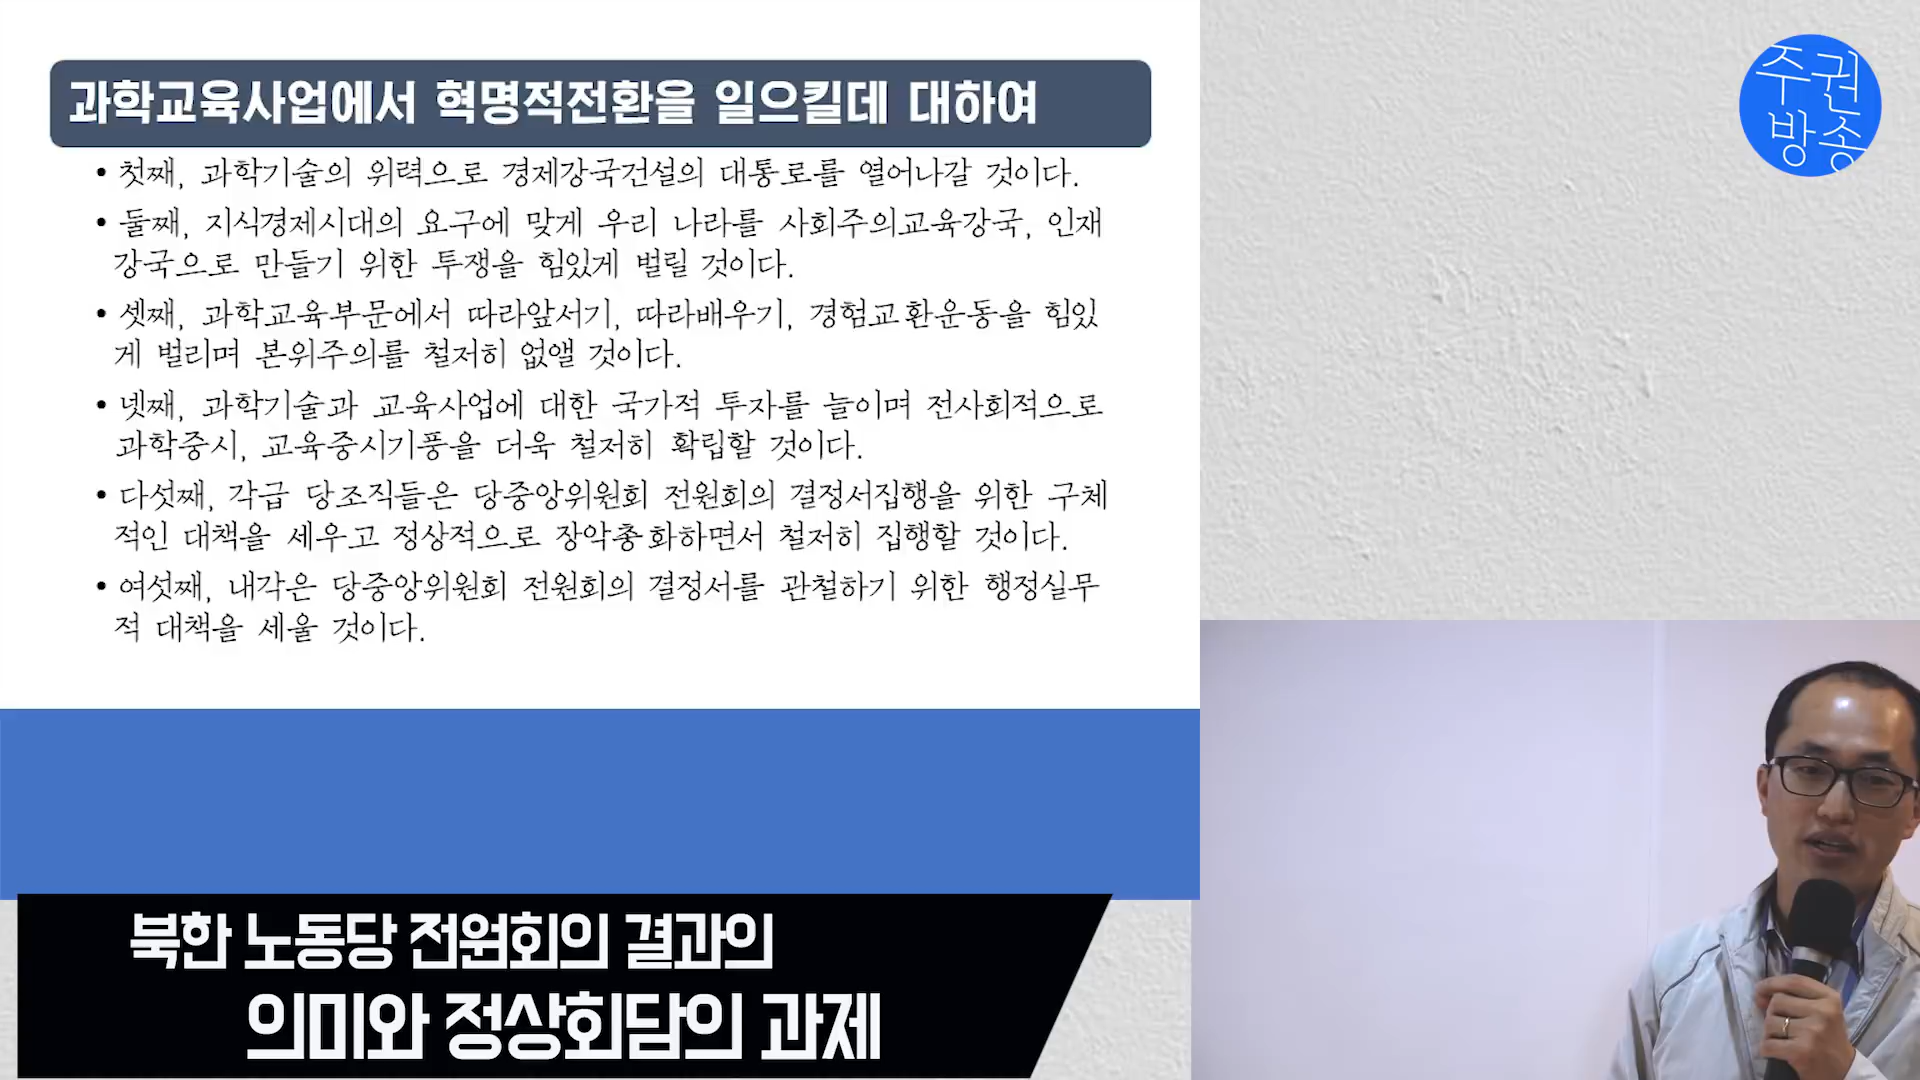 과학교육사업에서 혁명적전환을 일으킬데 대하여
• 첫째, 과학기술의 위력으로 경제강국건설의 대통로를 열어나갈 것이다.
• 둘째, 지식경제시대의 요구에 맞게 우리 나라를 사회주의교육강국, 인재
강국으로 만들기 위한 투쟁을 힘있게 벌릴 것이다.
• 셋째, 과학교육부문에서 따라앞서기, 따라배우기, 경험교환운동을 힘있
게 벌리며 본위주의를 철저히 없앨 것이다.
• 넷째, 과학기술과 교육사업에 대한 국가적 투자를 늘이며 전사회적으로
과학중시, 교육중시기풍을 더욱 철저히 확립할 것이다.
• 다섯째, 각급 당조직들은 당중앙위원회 전원회의 결정서집행을 위한 구체
적인 대책을 세우고 정상적으로 장악총화하면서 철저히 집행할 것이다.
• 여섯째, 내각은 당중앙위원회 전원회의 결정서를 관철하기 위한 행정실무
적 대책을 세울 것이다.
주권
방송
북한 노동당 전원회의 결과의
의미와 정상회담의 과제